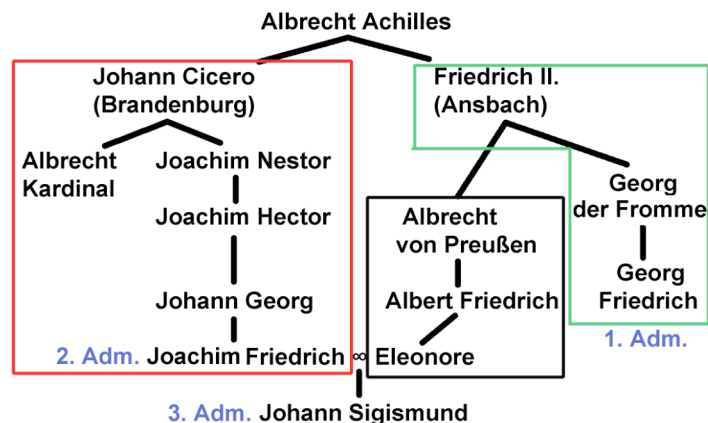 Albrecht Achilles
Johann Cicero
(Brandenburg)
Friedrich II.
(Ansbach)
Albrecht
Kardinal
Joachim Nestor
Georg
der Fromme
Joachim Hector
Albrecht
von Preußen
Georg
Friedrich
Johann Georg
Albert Friedrich
1. Adm.
2. Adm. Joachim Friedrich ∞ Eleonore
3. Adm. Johann Sigismund